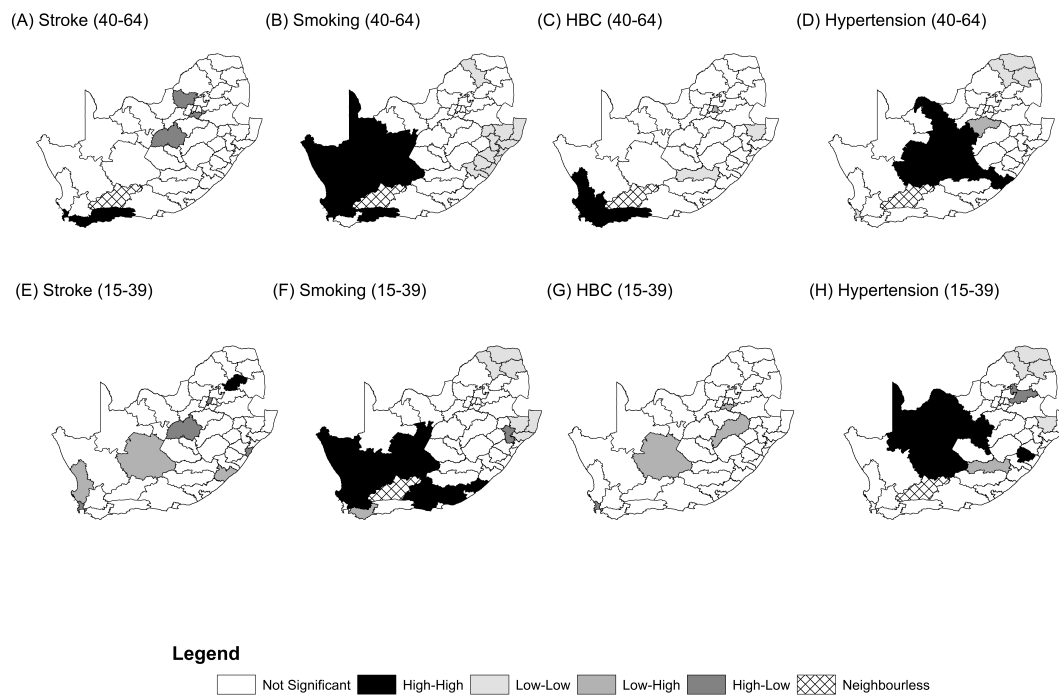 (A) Stroke (40-64)
(B) Smoking (40-64)
(C) HBC (40-64)
(D) Hypertension (40-64)
(E) Stroke (15-39)
(F) Smoking (15-39)
(G) HBC (15-39)
(H) Hypertension (15-39)
Legend
Not Significant
High-High
Low-Low
Low-High
High-Low
Neighbourless